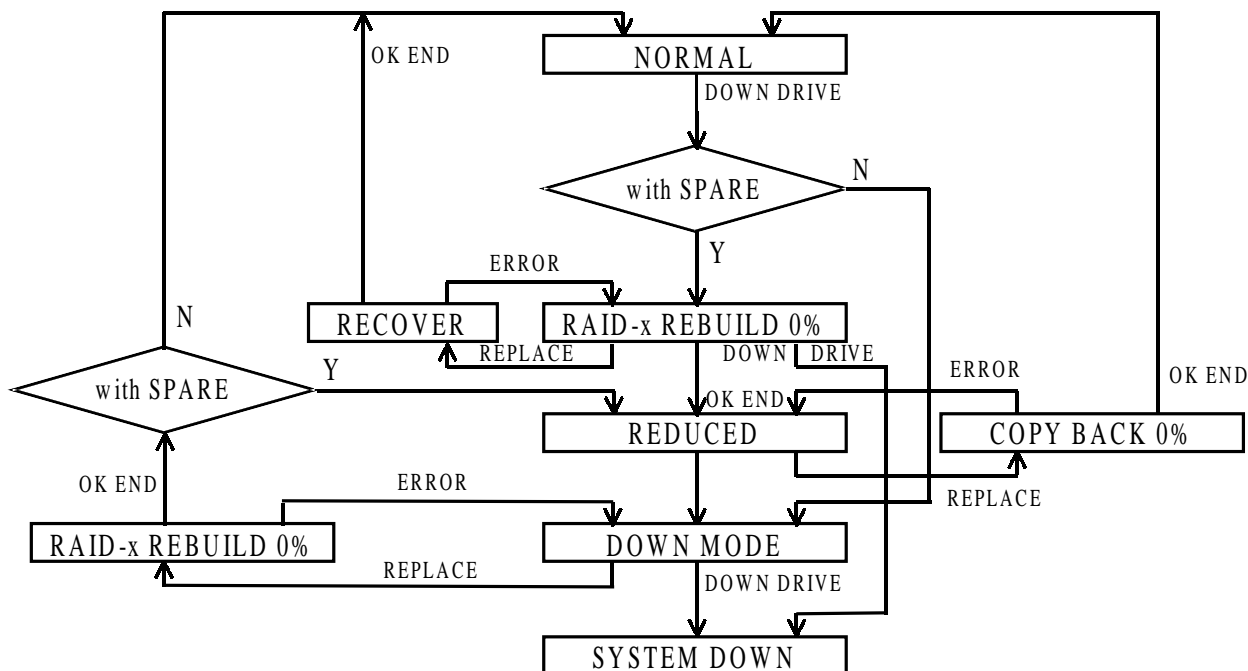 OK END
NORMAL
DOWN DRIVE
with SPARE
N
Y
ERROR
N
RECOVER
RAID-x REBUILD 0%
REPLACE
DOWN DRIVE
with SPARE
Y
ERROR
OK END
OK END
REDUCED
COPY BACK 0%
OK END
ERROR
REPLACE
RAID-x REBUILD 0%
DOWN MODE
REPLACE
DOWN DRIVE
SYSTEM DOWN